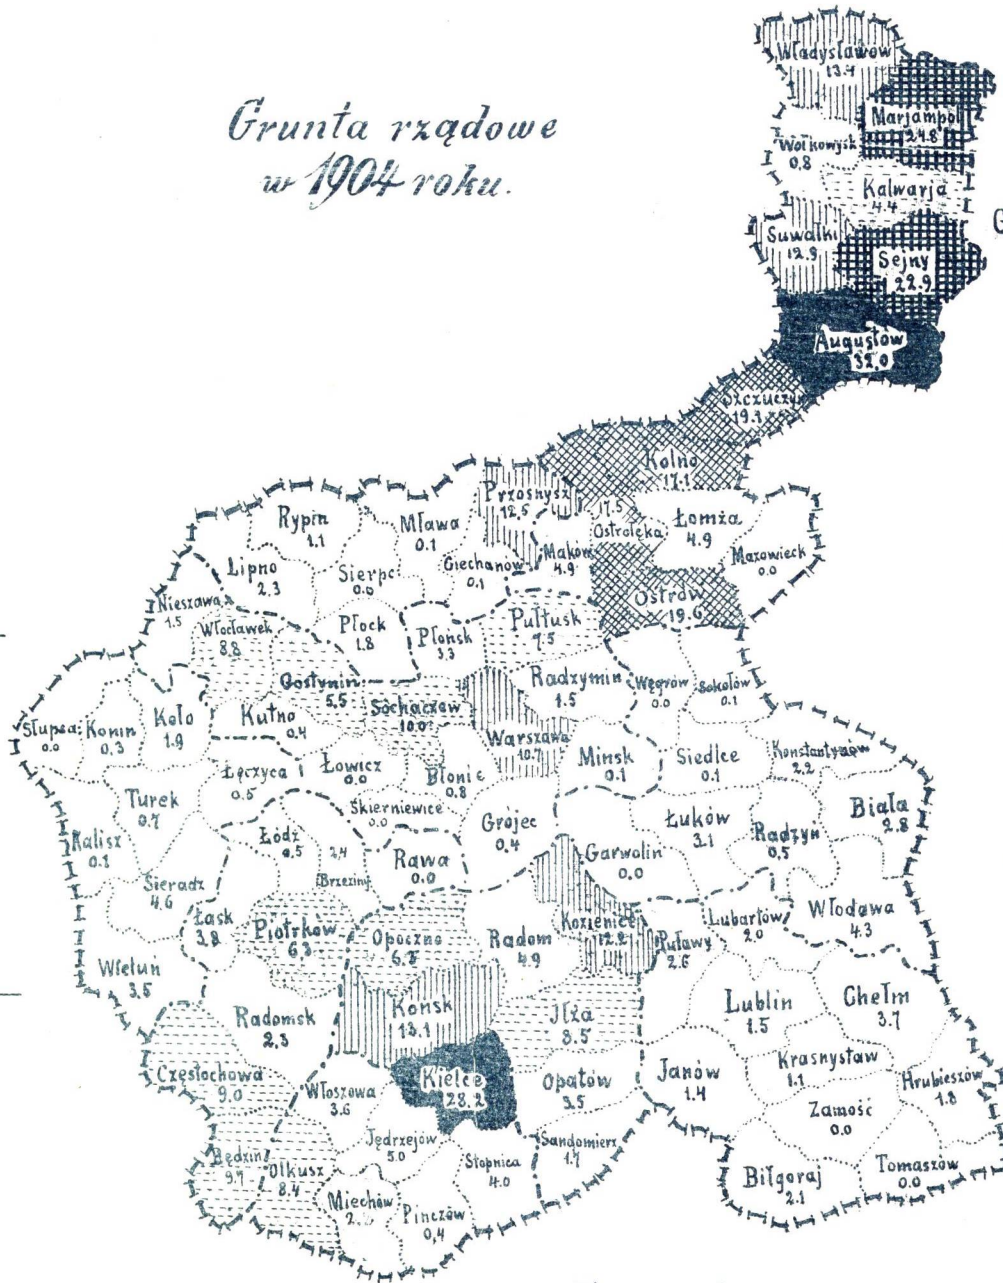 Grunta rządowe
w 1904 roku.
Władysławow
Marjampol
24.8
Wołkowysk
0.8
Kalwarja
4.4
Suwałki
12.9
G
Sejny
22.9
Augustów
32,0
Szczuczyn
19.1
Kolno
17.1
Przosnysz
12.5
17.5
Ostrołęka
Łomża
4.9
Rypin
1.1
Mława
0.1
Maków
4.9
Mazowieck
0.0
Lipno
2.3
Sierpc
0.0
Ciechanów
0.1
Ostrów
19.6
Nieszawa
1.5
Włocławek
8.8
Płock
1.8
Płońsk
3.3
Pułtusk
7.5
Gostynin
5.5
Sochaczew
10.0
Radzymin
1.5
Węgrów
0.0
Sokołów
0.1
Słupca
0.0
Konin
0.3
Koło
1.9
Kutno
0.4
Warszawa
10.7
Mińsk
0.1
Siedlce
0.1
Konstantynów
2.2
Łęczyca
0.5
Łowicz
0.0
Błonie
0.8
Turek
0.7
Skierniewice
0.0
Grójec
0.4
Łuków
3.1
Radzyn
0.5
Biała
2.8
Kalisz
0.1
Łódź
0,5
2,4
Brzeziny
Rawa
0.0
Garwolin
0.0
Sieradz
4.6
Łask
3.8
Piotrków
6.3
Opoczno
6.3
Radom
4.9
Kozienice
12.2
Puławy
2.6
Lubartów
2.0
Włodawa
4.3
Wieluń
3.5
Radomsk
2.3
Końsk
13.1
Iłża
8.5
Lublin
1.5
Chełm
3.7
Częstochowa
9.0
Włoszowa
3.6
Kielce
28.2
Opatów
3.5
Janów
1.4
Krasnystaw
1.1
Hrubieszów
1.8
Zamość
0.0
Będzin
9.7
Olkusz
8.4
Jędrzejów
5.0
Stopnica
4.0
Sandomierz
1.7
Miechów
Pinczów
0,4
Biłgoraj
2.1
Tomaszów
0.0